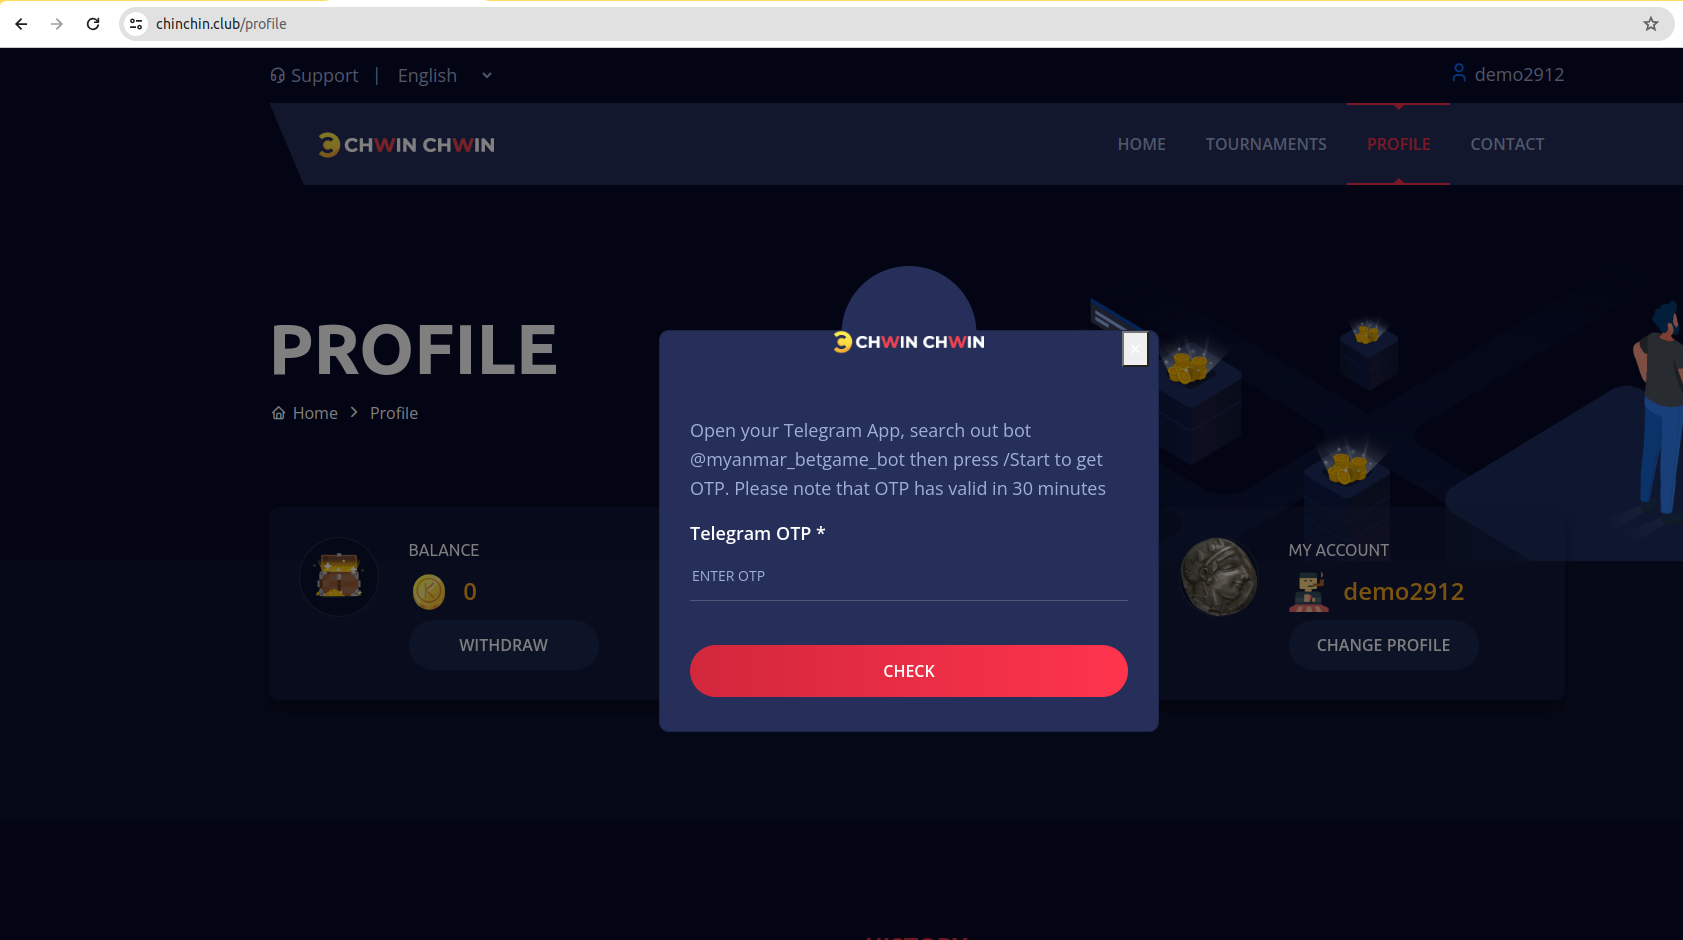 chinchin.club/profile
Support | English
demo2912
CHWIN CHWIN
HOME TOURNAMENTS PROFILE CONTACT
PROFILE
Home > Profile
CHWIN CHWIN
×
Open your Telegram App, search out bot
@myanmar_betgame_bot then press /Start to get
OTP. Please note that OTP has valid in 30 minutes
Telegram OTP *
ENTER OTP
CHECK
BALANCE
0
WITHDRAW
MY ACCOUNT
demo2912
CHANGE PROFILE
HISTORY